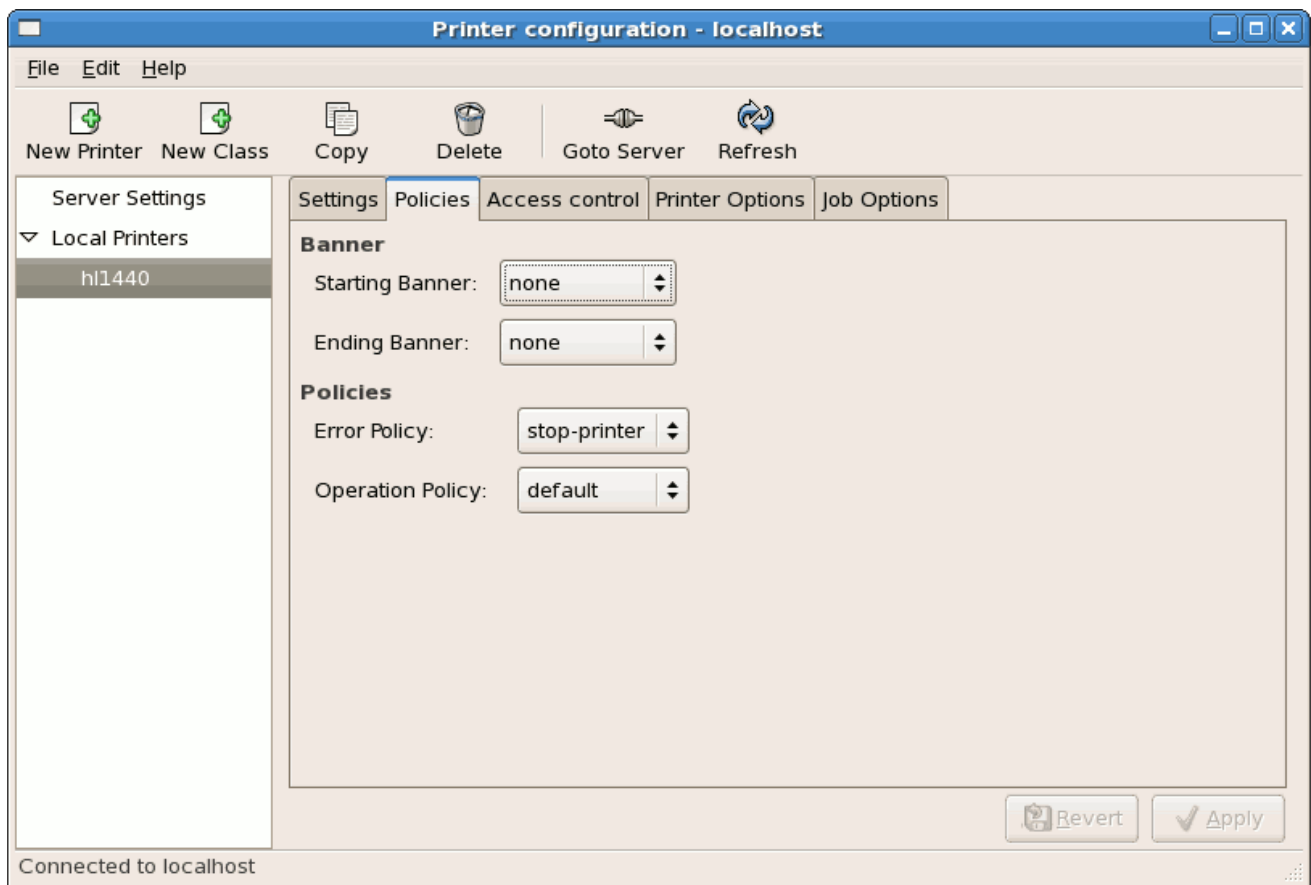 Printer configuration - localhost
File Edit Help
New Printer New Class Copy Delete Goto Server Refresh
Server Settings
Local Printers
hl1440
Settings Policies Access control Printer Options Job Options
Banner
Starting Banner: none
Ending Banner: none
Policies
Error Policy: stop-printer
Operation Policy: default
Revert Apply
Connected to localhost